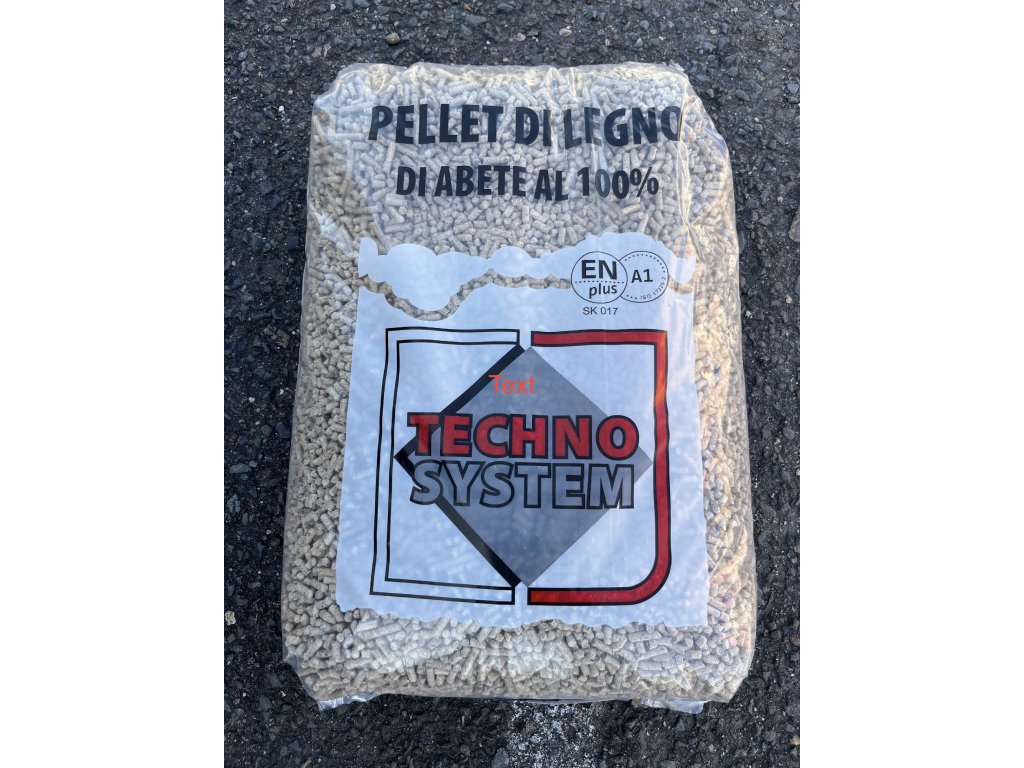 PELLET DI LEGNO
DI ABETE AL 100%
EN
plus
A1
SK 017
Text
TECHNO
SYSTEM